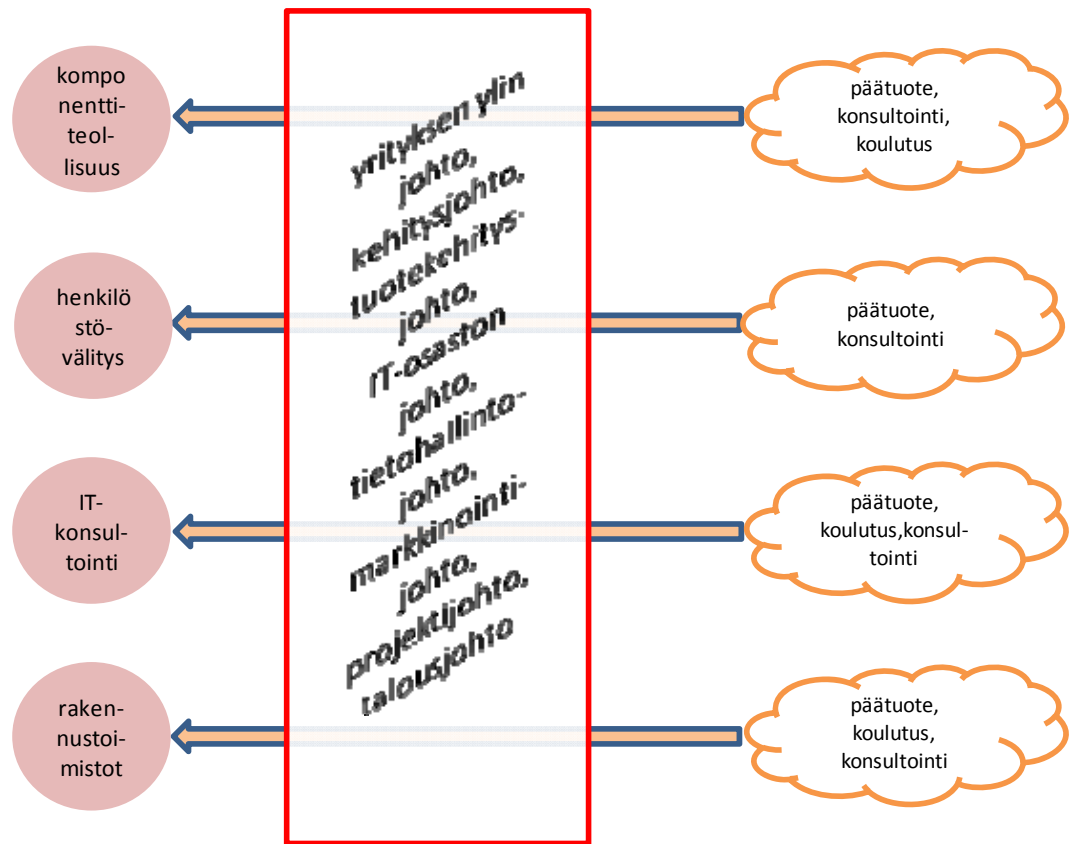 kompo
nentti-
teol-
lisuus
yrityksen ylin
johto,
kehitysjohto,
tuotekehitys-
johto,
IT-osaston
johto,
tietohallinto-
johto,
markkinointi-
johto,
projektijohto,
talousjohto
päätuote,
konsultointi,
koulutus
henkilö
stö-
välitys
päätuote,
konsultointi
IT-
konsul-
tointi
päätuote,
koulutus,konsul-
tointi
raken-
nustoi-
mistot
päätuote,
koulutus,
konsultointi